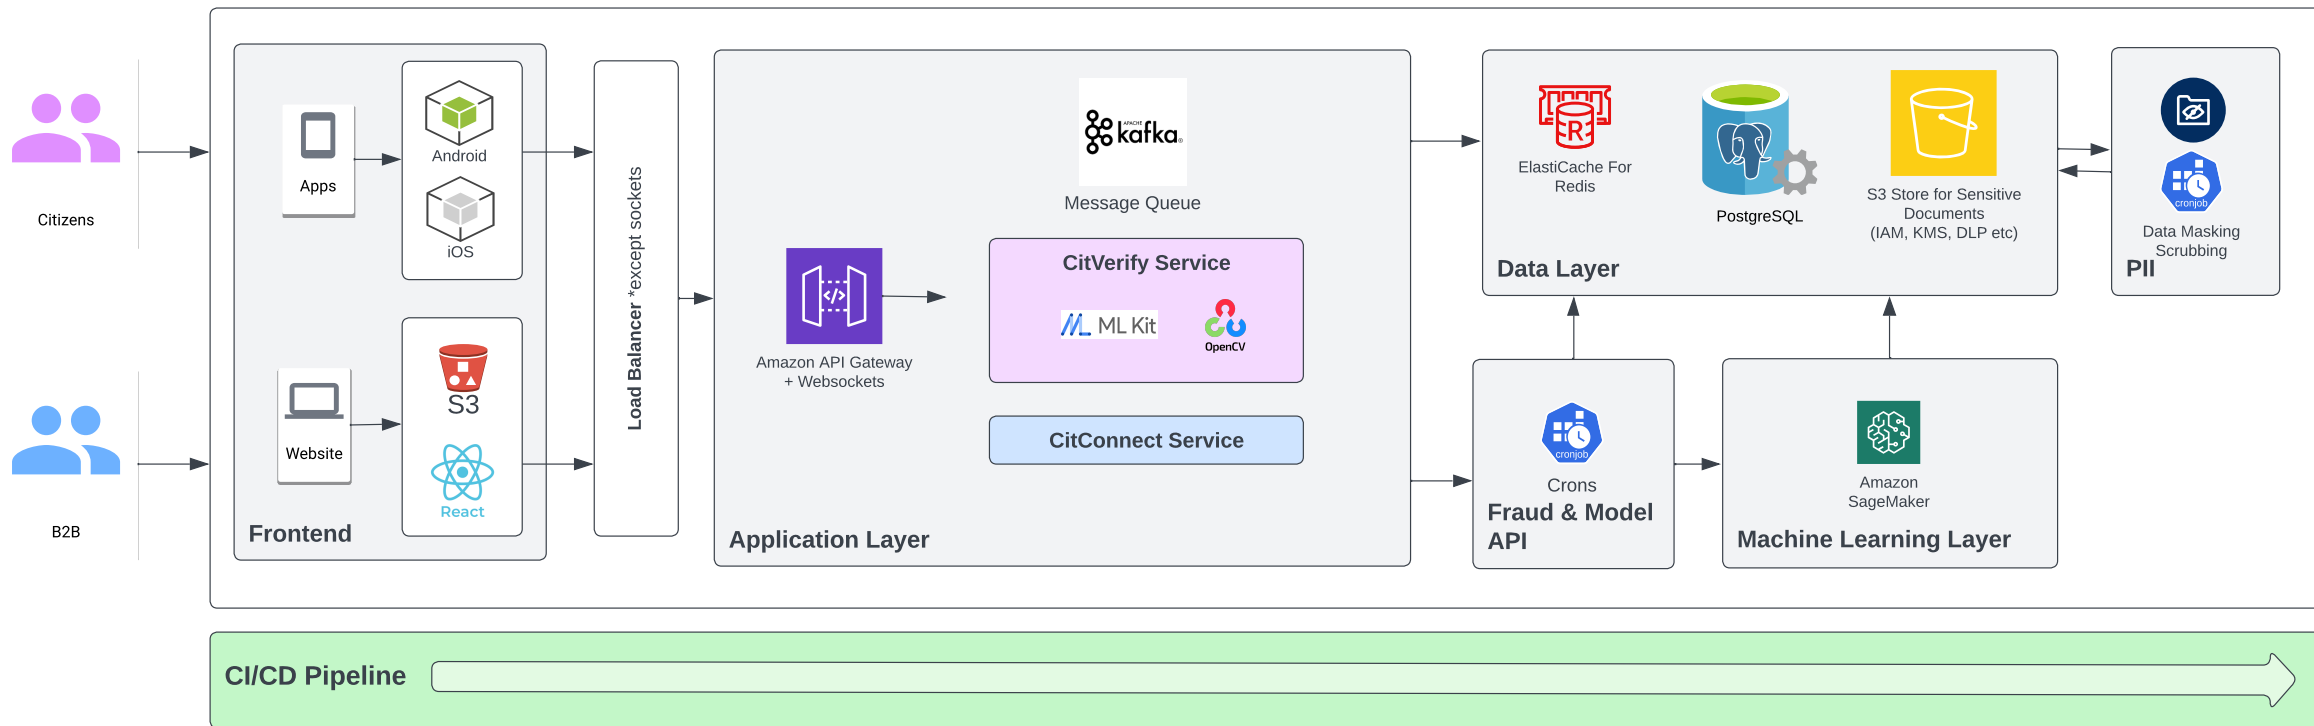 Citizens
B2B
Apps
Android
iOS
Website
S3
React
Frontend
Load Balancer *except sockets
APACHE
kafka®
Message Queue
Amazon API Gateway
+ Websockets
CitVerify Service
ML Kit
OpenCV
CitConnect Service
Application Layer
ElastiCache For
Redis
R
PostgreSQL
S3 Store for Sensitive
Documents
(IAM, KMS, DLP etc)
Data Layer
cronjob
Data Masking
Scrubbing
PII
cronjob
Crons
Fraud & Model
API
Amazon
SageMaker
Machine Learning Layer
CI/CD Pipeline